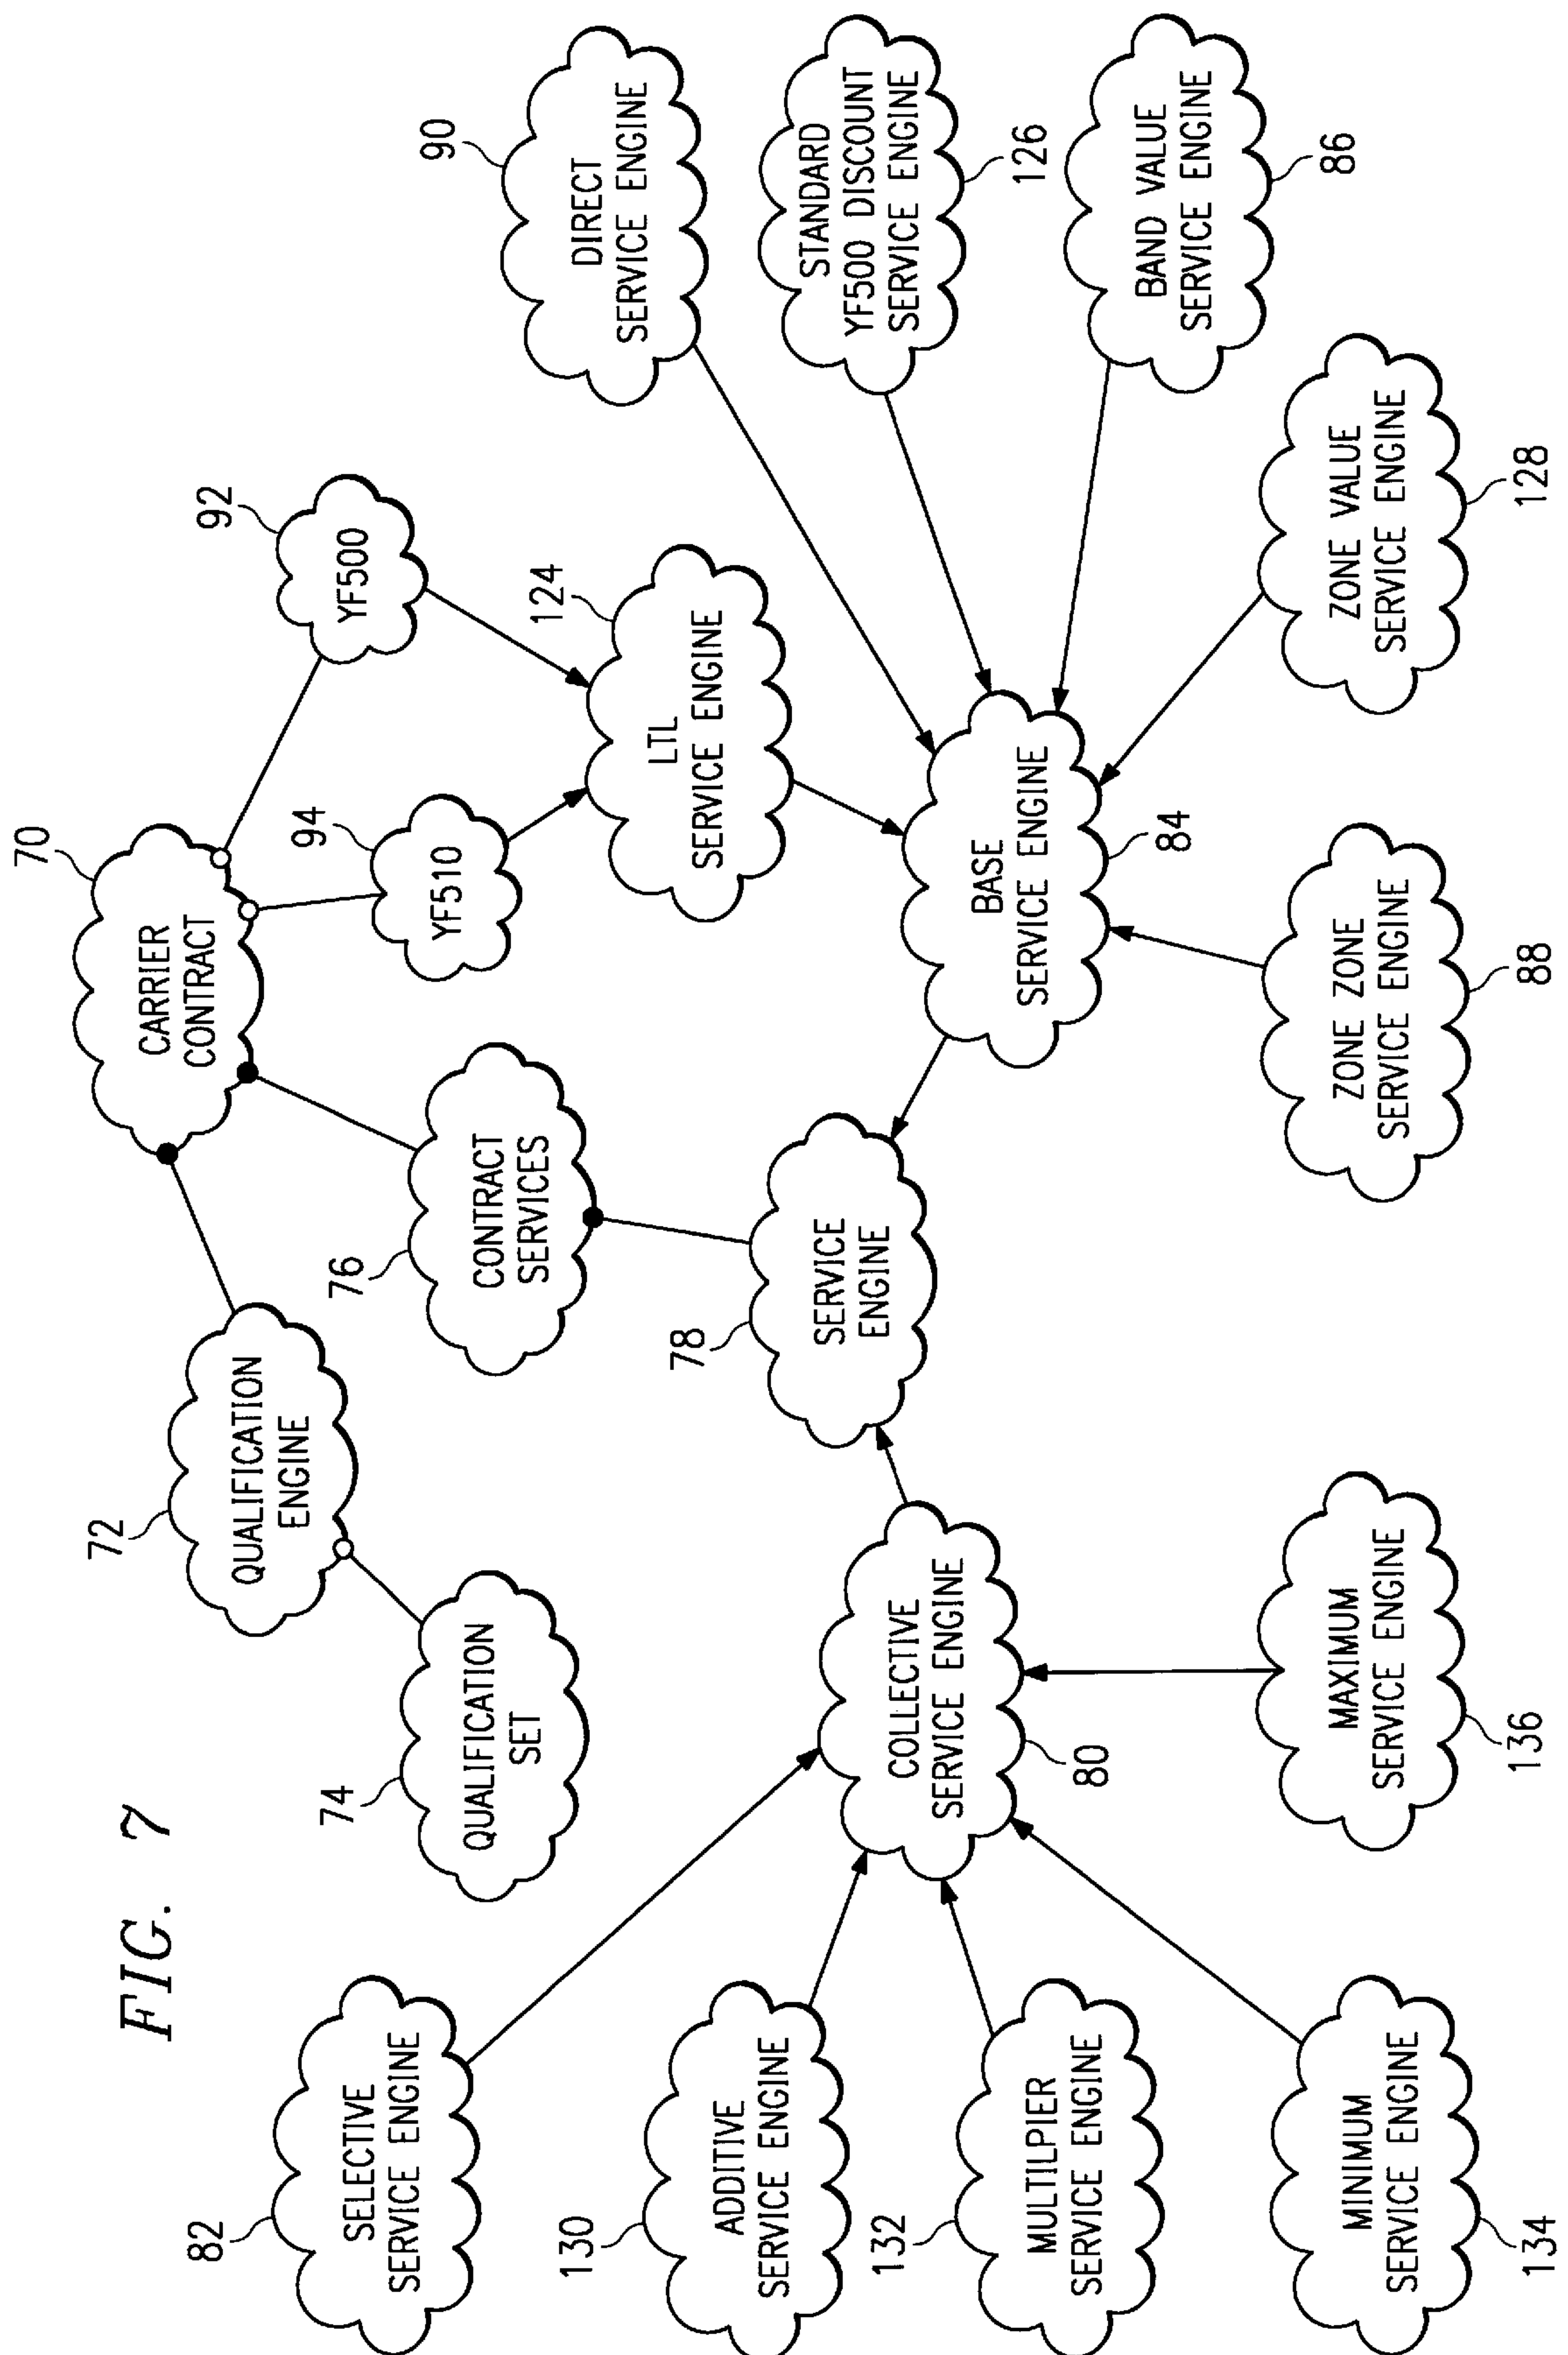 FIG. 7
70
CARRIER
CONTRACT
72
QUALIFICATION
ENGINE
74
QUALIFICATION
SET
76
CONTRACT
SERVICES
94
YF510
92
YF500
124
LTL
SERVICE ENGINE
90
DIRECT
SERVICE ENGINE
82
SELECTIVE
SERVICE ENGINE
78
SERVICE
ENGINE
130
ADDITIVE
SERVICE ENGINE
COLLECTIVE
SERVICE ENGINE
80
BASE
SERVICE ENGINE
84
STANDARD
YF500 DISCOUNT
SERVICE ENGINE
126
132
MULTILPIER
SERVICE ENGINE
BAND VALUE
SERVICE ENGINE
86
MINIMUM
SERVICE ENGINE
134
MAXIMUM
SERVICE ENGINE
136
ZONE ZONE
SERVICE ENGINE
88
ZONE VALUE
SERVICE ENGINE
128